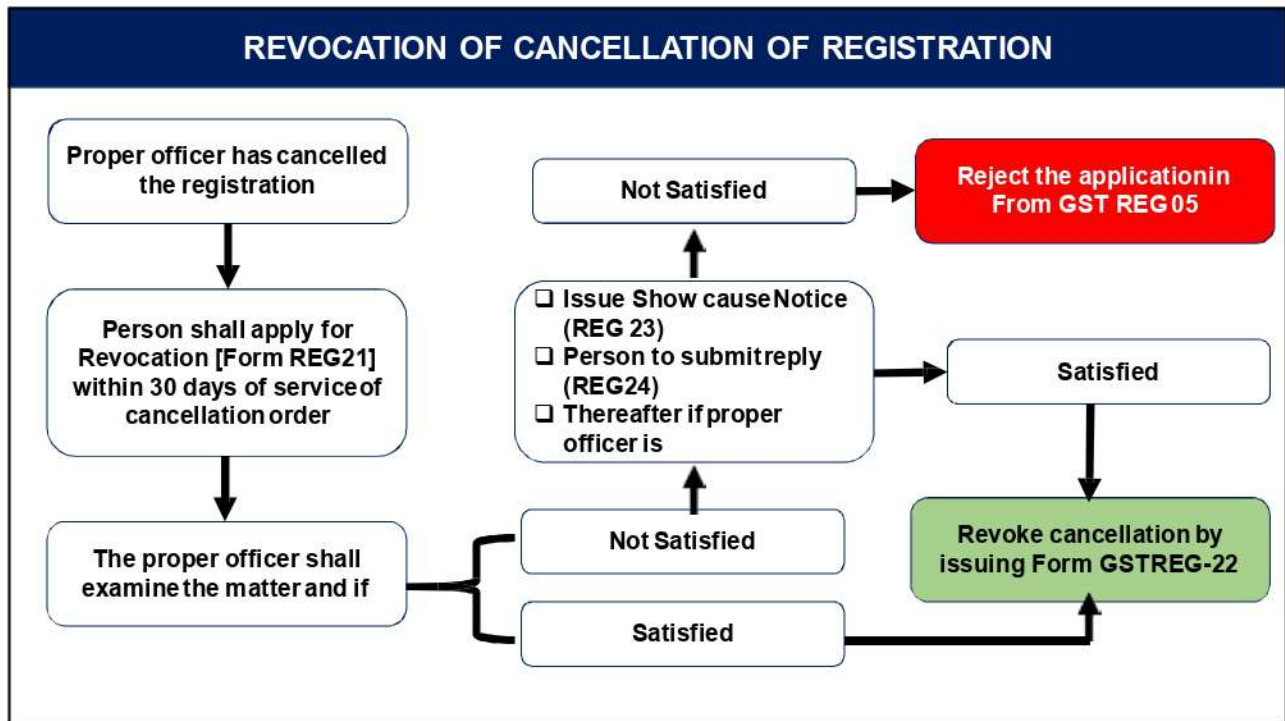 REVOCATION OF CANCELLATION OF REGISTRATION
Proper officer has cancelled
the registration
Person shall apply for
Revocation [Form REG21]
within 30 days of service of
cancellation order
The proper officer shall
examine the matter and if
Not Satisfied
Satisfied
❑ Issue Show cause Notice
(REG 23)
❑ Person to submit reply
(REG24)
❑ Thereafter if proper
officer is
Not Satisfied
Reject the applicationin
From GST REG 05
Satisfied
Revoke cancellation by
issuing Form GSTREG-22